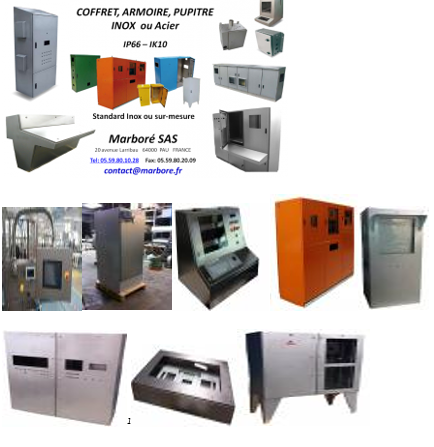 COFFRET, ARMOIRE, PUPITRE
INOX ou Acier
IP66 – IK10
Standard Inox ou sur-mesure
Marboré SAS
20 avenue Larribau 64000 PAU FRANCE
Tel: 05.59.80.10.28 Fax: 05.59.80.20.09
contact@marbore.fr
1